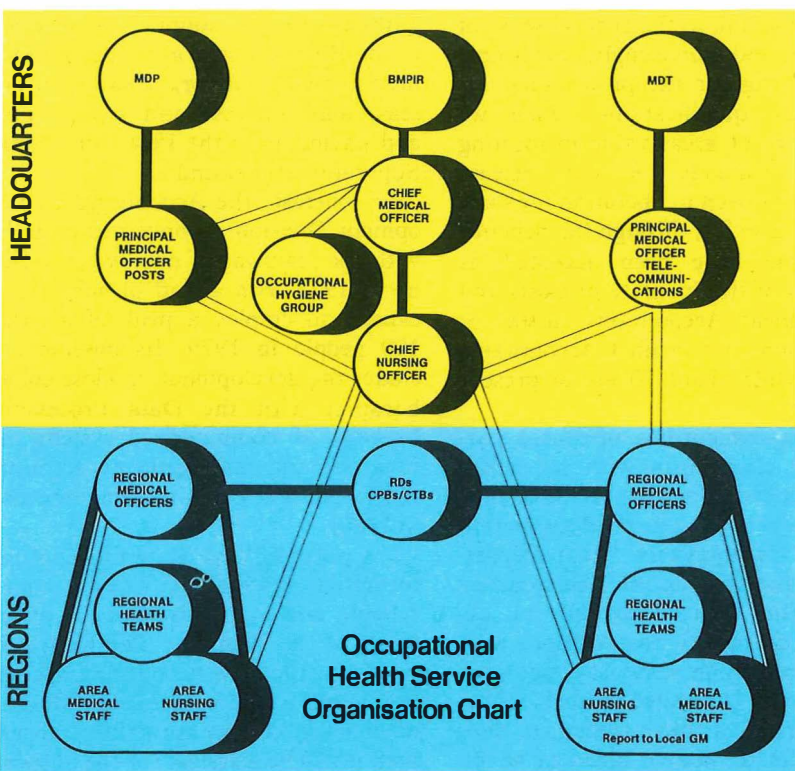 HEADQUARTERS
MDP
BMPIR
MDT
CHIEF
MEDICAL
OFFICER
PRINCIPAL
MEDICAL
OFFICER
POSTS
OCCUPATIONAL
HYGIENE
GROUP
PRINCIPAL
MEDICAL
OFFICER
TELE-
COMMUNI-
CATIONS
CHIEF
NURSING
OFFICER
REGIONS
REGIONAL
MEDICAL
OFFICERS
RDs
CPBs/CTBs
REGIONAL
MEDICAL
OFFICERS
REGIONAL
HEALTH
TEAMS
REGIONAL
HEALTH
TEAMS
AREA
MEDICAL
STAFF
AREA
NURSING
STAFF
Occupational
Health Service
Organisation Chart
AREA
NURSING
STAFF
AREA
MEDICAL
STAFF
Report to Local GM